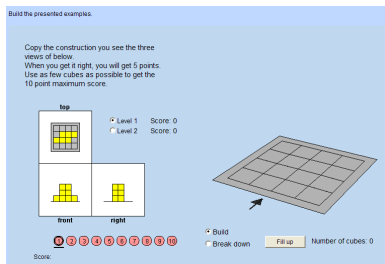 Build the presented examples.
Copy the construction you see the three
views of below.
When you get it right, you will get 5 points.
Use as few cubes as possible to get the
10 point maximum score.
top
Level 1 Score: 0
Level 2 Score: 0
front right
Build
Break down Fill up Number of cubes: 0
1 2 3 4 5 6 7 8 9 10
Score: